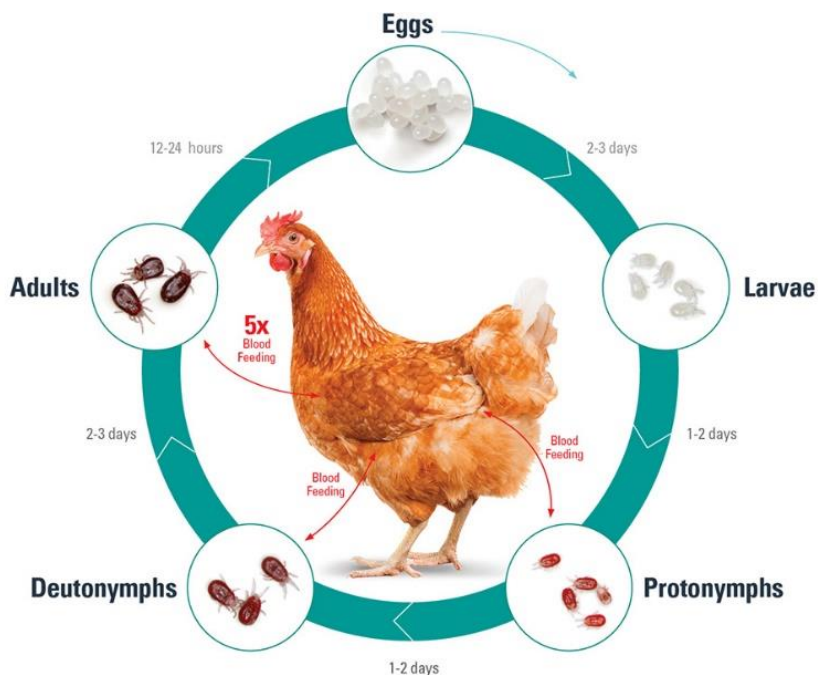 Eggs
12-24 hours
2-3 days
Adults
Larvae
5x
Blood
Feeding
2-3 days
1-2 days
Blood
Feeding
Blood
Feeding
Deutonymphs
Protonymphs
1-2 days